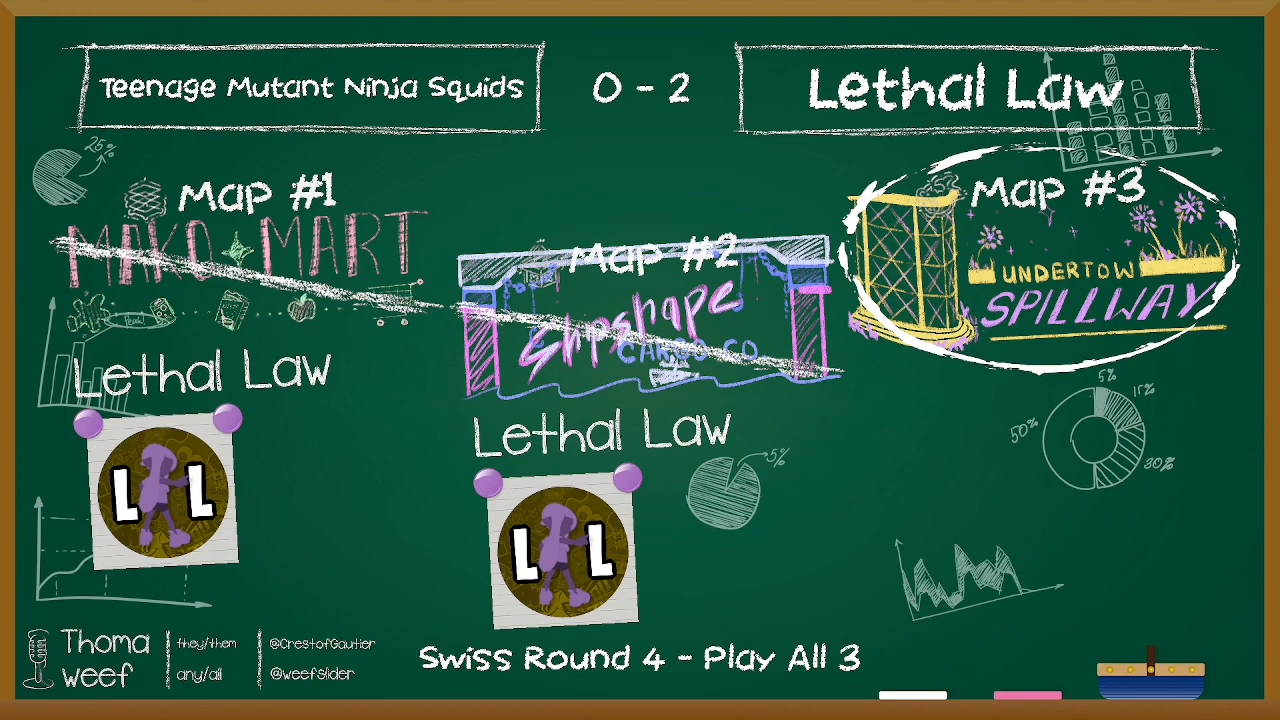 Teenage Mutant Ninja Squids
0 - 2
Lethal Law
25%
Map #1
MAKO MART
Lethal Law
L L
Map #2
Shipshape
CARGO CO.
Lethal Law
L L
5%
Map #3
UNDERTOW
SPILLWAY
5%
15%
50%
30%
Thoma
weef
they/them
any/all
@CrestofGautier
@weefslider
Swiss Round 4 - Play All 3